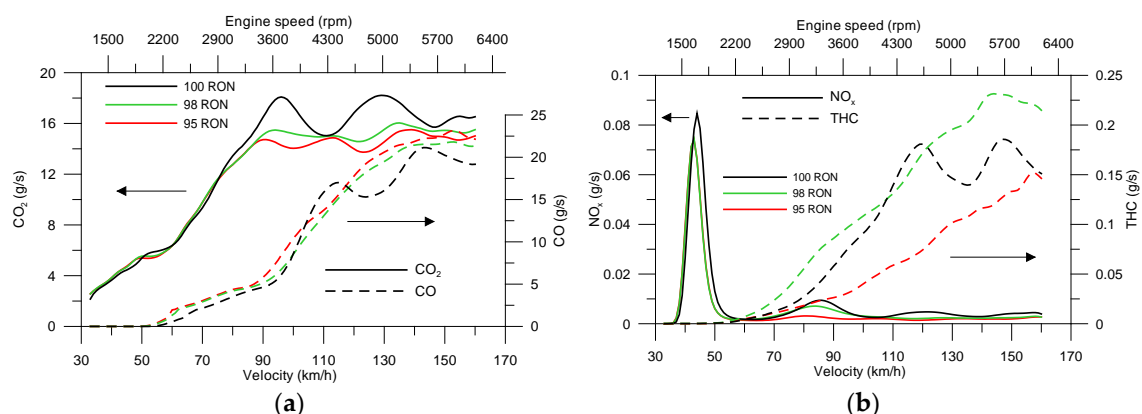 Engine speed (rpm)
1500 2200 2900 3600 4300 5000 5700 6400
20
16
12
8
4
0
CO₂ (g/s)
100 RON
98 RON
95 RON
25
20
15
10
5
0
CO (g/s)
CO₂
CO
30 50 70 90 110 130 150 170
Velocity (km/h)
(a)
Engine speed (rpm)
1500 2200 2900 3600 4300 5000 5700 6400
0.1
0.08
0.06
0.04
0.02
0
NOₓ (g/s)
NOₓ
THC
100 RON
98 RON
95 RON
0.25
0.2
0.15
0.1
0.05
0
THC (g/s)
30 50 70 90 110 130 150 170
Velocity (km/h)
(b)